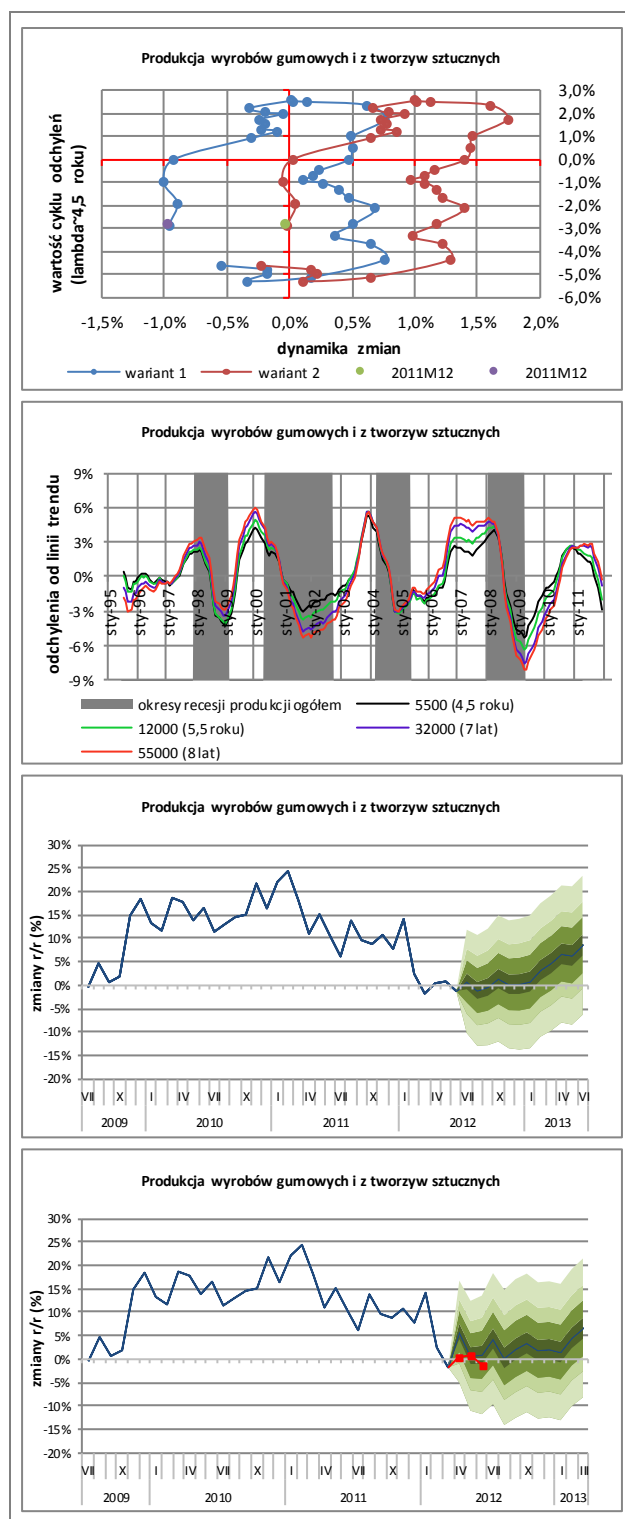 Produkcja wyrobów gumowych i z tworzyw sztucznych
wartość cyklu odchyleń
(lambda~4,5 roku)
3,0%
2,0%
1,0%
0,0%
-1,0%
-2,0%
-3,0%
-4,0%
-5,0%
-6,0%
-1,5% -1,0% -0,5% 0,0% 0,5% 1,0% 1,5% 2,0%
dynamika zmian
wariant 1 wariant 2 2011M12 2011M12
Produkcja wyrobów gumowych i z tworzyw sztucznych
odchylenia od linii trendu
9%
6%
3%
0%
-3%
-6%
-9%
sty-95 sty-96 sty-97 sty-98 sty-99 sty-00 sty-01 sty-02 sty-03 sty-04 sty-05 sty-06 sty-07 sty-08 sty-09 sty-10 sty-11
okresy recesji produkcji ogółem 5500 (4,5 roku)
12000 (5,5 roku) 32000 (7 lat)
55000 (8 lat)
Produkcja wyrobów gumowych i z tworzyw sztucznych
zmiany r/r (%)
30%
25%
20%
15%
10%
5%
0%
-5%
-10%
-15%
-20%
VII X I IV VII X I IV VII X I IV VII X I IV VI
2009 2010 2011 2012 2013
Produkcja wyrobów gumowych i z tworzyw sztucznych
zmiany r/r (%)
30%
25%
20%
15%
10%
5%
0%
-5%
-10%
-15%
-20%
VII X I IV VII X I IV VII X I IV VII X I III
2009 2010 2011 2012 2013